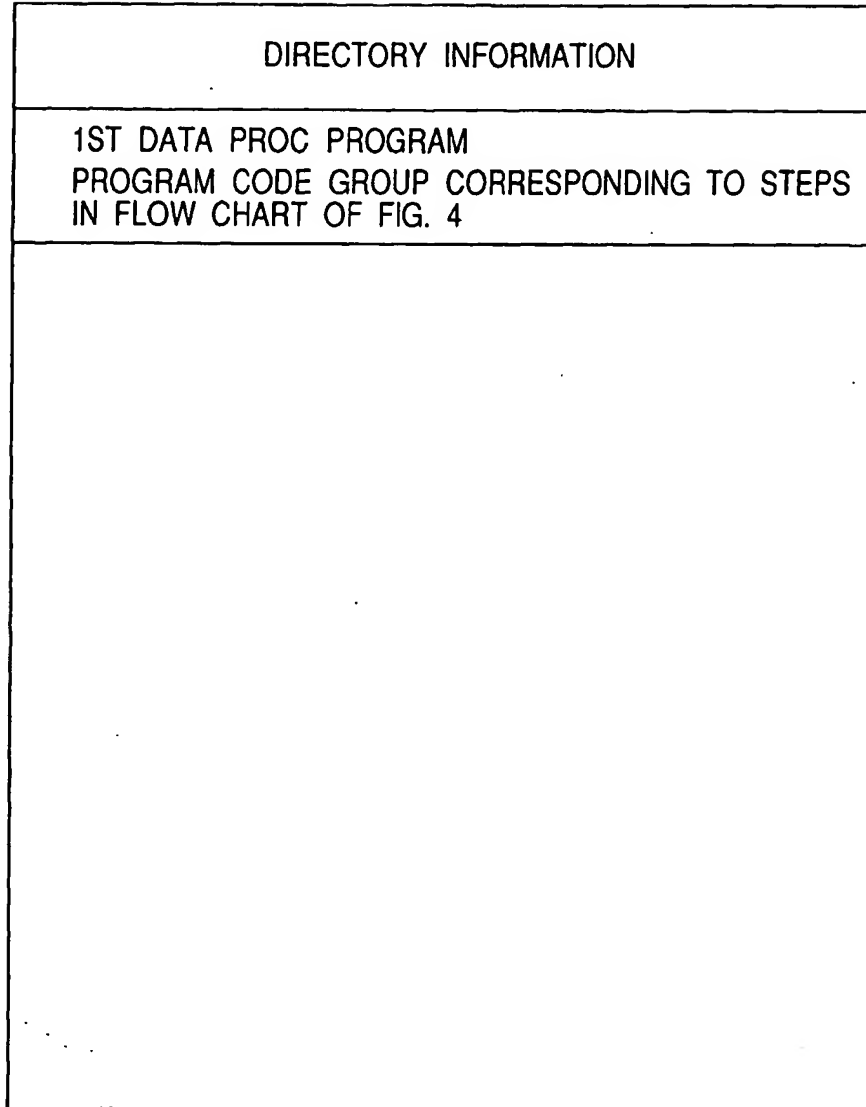 DIRECTORY INFORMATION
1ST DATA PROC PROGRAM
PROGRAM CODE GROUP CORRESPONDING TO STEPS
IN FLOW CHART OF FIG. 4